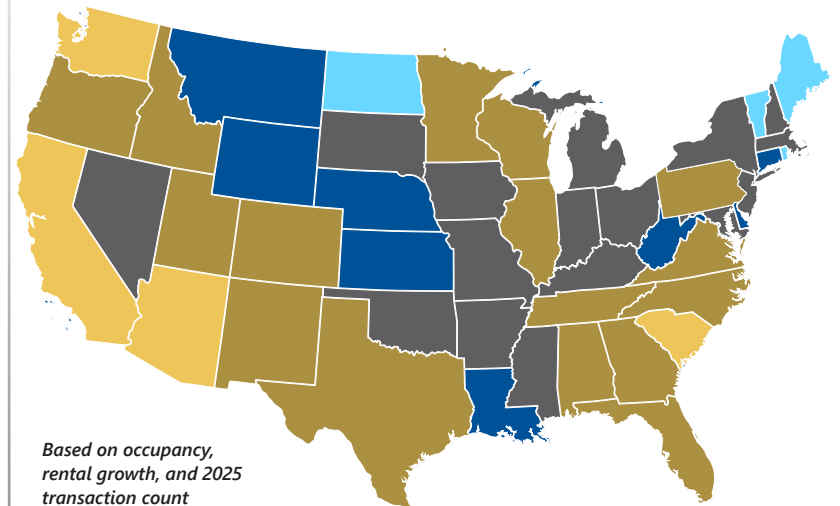 Based on occupancy,
rental growth, and 2025
transaction count